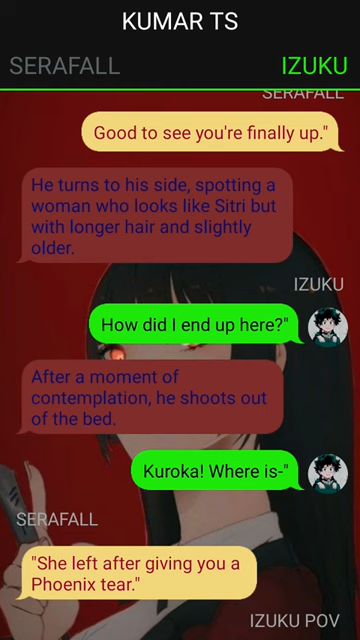 KUMAR TS
SERAFALL
IZUKU
SERAFALL
Good to see you're finally up."
He turns to his side, spotting a
woman who looks like Sitri but
with longer hair and slightly
older.
IZUKU
How did I end up here?"
After a moment of
contemplation, he shoots out
of the bed.
Kuroka! Where is-"
SERAFALL
"She left after giving you a
Phoenix tear."
IZUKU POV